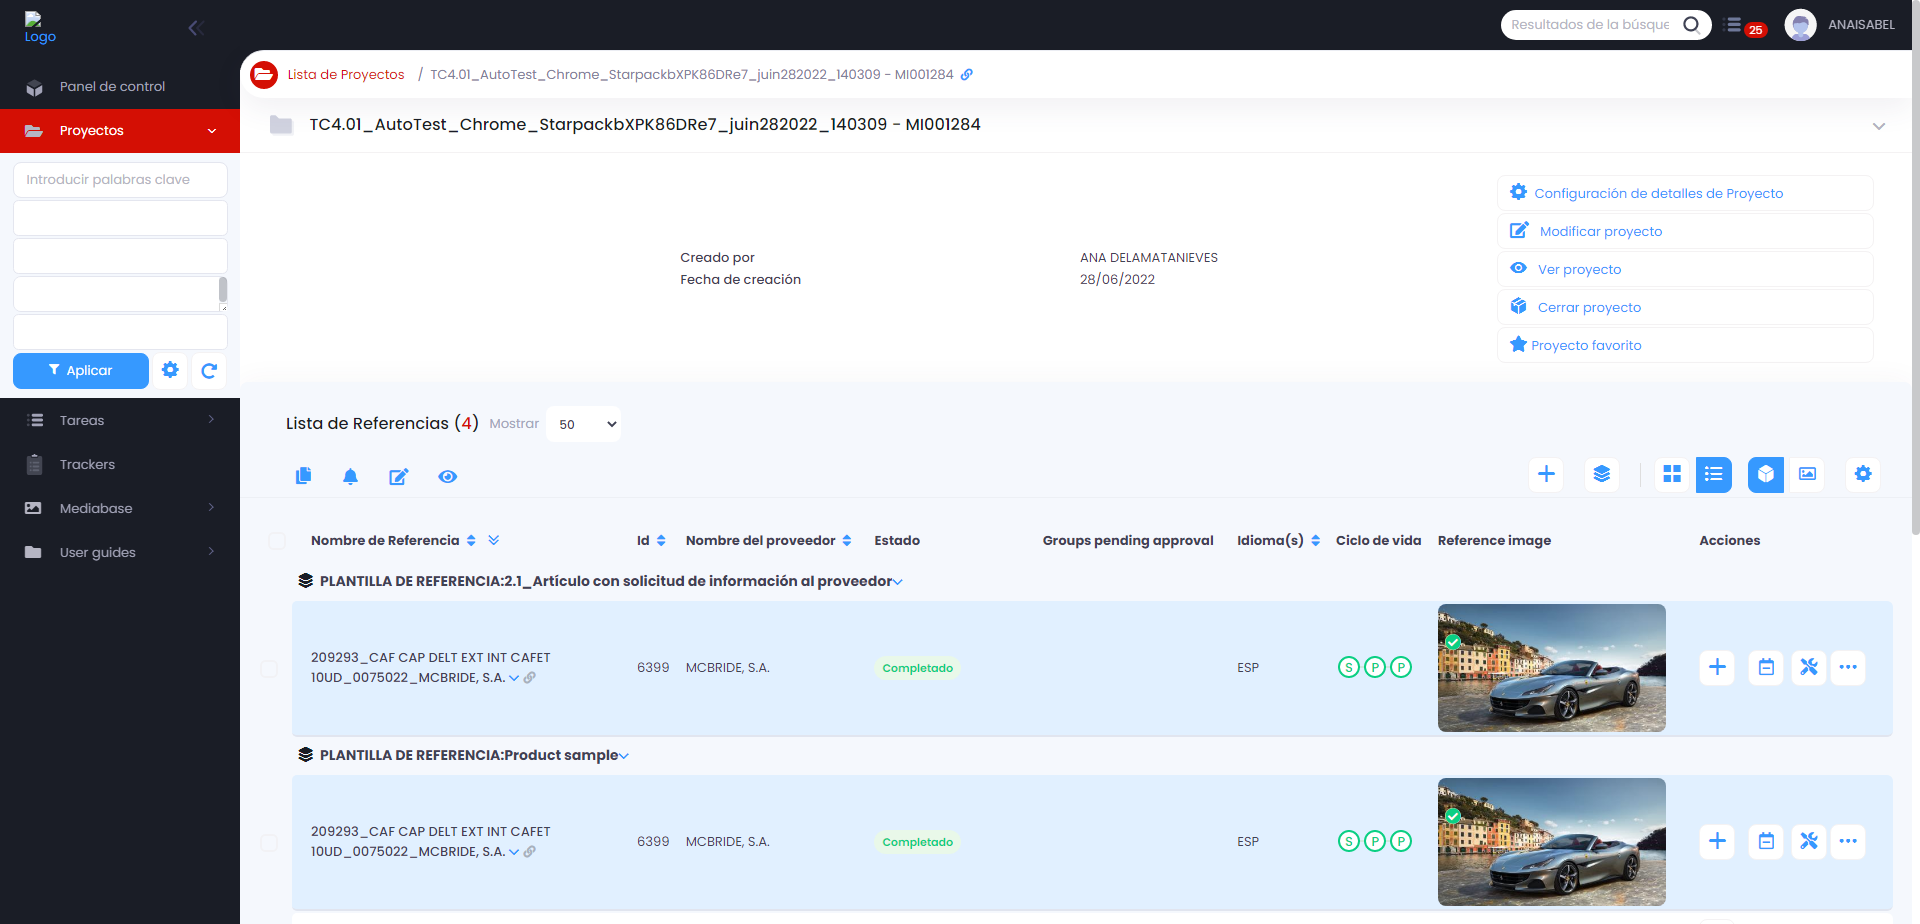 Logo
Resultados de la búsque
25
ANAISABEL
Panel de control
Proyectos
Introducir palabras clave
Aplicar
Tareas
Trackers
Mediabase
User guides
Lista de Proyectos / TC4.01_AutoTest_Chrome_StarpackbXPK86DRe7_juin282022_140309 - MI001284
TC4.01_AutoTest_Chrome_StarpackbXPK86DRe7_juin282022_140309 - MI001284
Creado por ANA DELAMATANIEVES
Fecha de creación 28/06/2022
Configuración de detalles de Proyecto
Modificar proyecto
Ver proyecto
Cerrar proyecto
Proyecto favorito
Lista de Referencias (4) Mostrar 50
Nombre de Referencia Id Nombre del proveedor Estado Groups pending approval Idioma(s) Ciclo de vida Reference image Acciones
PLANTILLA DE REFERENCIA:2.1_Artículo con solicitud de información al proveedor
209293_CAF CAP DELT EXT INT CAFET
10UD_0075022_MCBRIDE, S.A. 6399 MCBRIDE, S.A. Completado ESP S P P
PLANTILLA DE REFERENCIA:Product sample
209293_CAF CAP DELT EXT INT CAFET
10UD_0075022_MCBRIDE, S.A. 6399 MCBRIDE, S.A. Completado ESP S P P